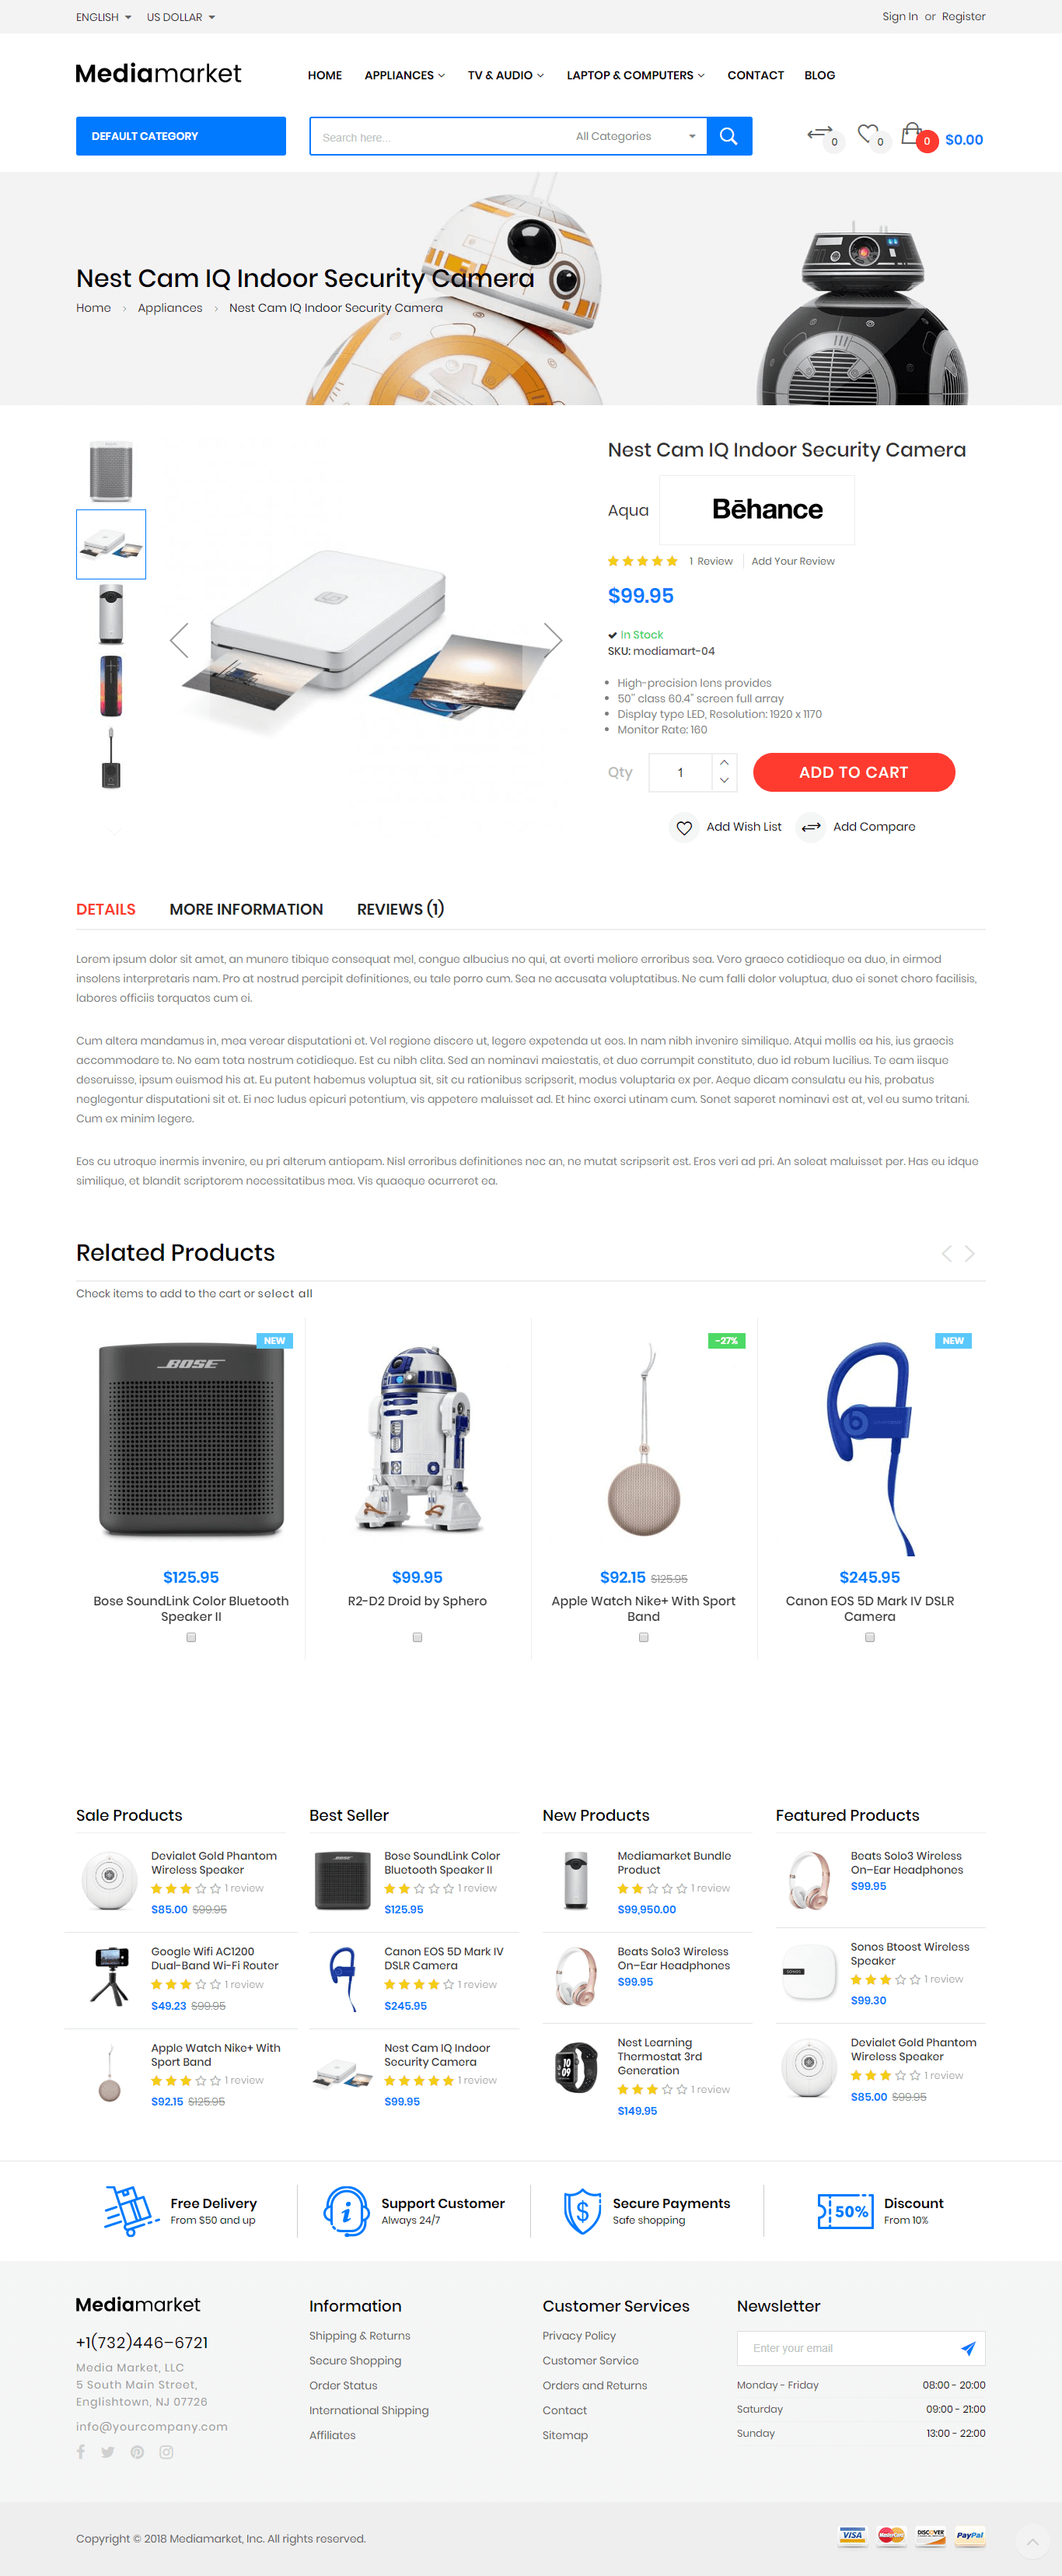 ENGLISH US DOLLAR Sign In or Register
Mediamarket
HOME APPLIANCES TV & AUDIO LAPTOP & COMPUTERS CONTACT BLOG
DEFAULT CATEGORY Search here... All Categories 0 0 0 $0.00
Nest Cam IQ Indoor Security Camera
Home › Appliances › Nest Cam IQ Indoor Security Camera
Nest Cam IQ Indoor Security Camera
Aqua Bēhance
1 Review Add Your Review
$99.95
In Stock
SKU: mediamart-04
High-precision lens provides
50" class 60.4" screen full array
Display type LED, Resolution: 1920 x 1170
Monitor Rate: 160
Qty 1 ADD TO CART
Add Wish List Add Compare
DETAILS MORE INFORMATION REVIEWS (1)
Lorem ipsum dolor sit amet, an munere tibique consequat mel, congue albucius no qui, at everti meliore erroribus sea. Vero graeco cotidieque ea duo, in eirmod
insolens interpretaris nam. Pro at nostrud percipit definitiones, eu tale porro cum. Sea ne accusata voluptatibus. Ne cum falli dolor voluptua, duo ei sonet choro facilisis,
labores officiis torquatos cum ei.
Cum altera mandamus in, mea verear disputationi et. Vel regione discere ut, legere expetenda ut eos. In nam nibh invenire similique. Atqui mollis ea his, ius graecis
accommodare te. No eam tota nostrum cotidieque. Est cu nibh clita. Sed an nominavi maiestatis, et duo corrumpit constituto, duo id rebum lucilius. Te eam iisque
deseruisse, ipsum euismod his at. Eu putent habemus voluptua sit, sit cu rationibus scripserit, modus voluptaria ex per. Aeque dicam consulatu eu his, probatus
neglegentur disputationi sit et. Ei nec ludus epicuri petentium, vis appetere maluisset ad. Et hinc exerci utinam cum. Sonet saperet nominavi est at, vel eu sumo tritani.
Cum ex minim legere.
Eos cu utroque inermis invenire, eu pri alterum antiopam. Nisl erroribus definitiones nec an, ne mutat scripserit est. Eros veri ad pri. An soleat maluisset per. Has eu idque
similique, et blandit scriptorem necessitatibus mea. Vis quaeque ocurreret ea.
Related Products
Check items to add to the cart or select all
NEW -27% NEW
BOSE
$125.95 $99.95 $92.15 $125.95 $245.95
Bose SoundLink Color Bluetooth Speaker II
R2-D2 Droid by Sphero
Apple Watch Nike+ With Sport Band
Canon EOS 5D Mark IV DSLR Camera
Sale Products
Devialet Gold Phantom
Wireless Speaker
1 review
$85.00 $99.95
Google Wifi AC1200
Dual-Band Wi-Fi Router
1 review
$49.23 $99.95
Apple Watch Nike+ With
Sport Band
1 review
$92.15 $125.95
Best Seller
Bose SoundLink Color
Bluetooth Speaker II
1 review
$125.95
Canon EOS 5D Mark IV
DSLR Camera
1 review
$245.95
Nest Cam IQ Indoor
Security Camera
1 review
$99.95
New Products
Mediamarket Bundle
Product
1 review
$99,950.00
Beats Solo3 Wireless
On-Ear Headphones
$99.95
Nest Learning
Thermostat 3rd
Generation
1 review
$149.95
Featured Products
Beats Solo3 Wireless
On-Ear Headphones
$99.95
Sonos Btoost Wireless
Speaker
1 review
$99.30
Devialet Gold Phantom
Wireless Speaker
1 review
$85.00 $99.95
Free Delivery
From $50 and up
Support Customer
Always 24/7
Secure Payments
Safe shopping
50%
Discount
From 10%
Mediamarket
+1(732)446-6721
Media Market, LLC
5 South Main Street,
Englishtown, NJ 07726
info@yourcompany.com
Information
Shipping & Returns
Secure Shopping
Order Status
International Shipping
Affiliates
Customer Services
Privacy Policy
Customer Service
Orders and Returns
Contact
Sitemap
Newsletter
Enter your email
Monday - Friday 08:00 - 20:00
Saturday 09:00 - 21:00
Sunday 13:00 - 22:00
Copyright © 2018 Mediamarket, Inc. All rights reserved.
VISA MasterCard DISCOVER PayPal